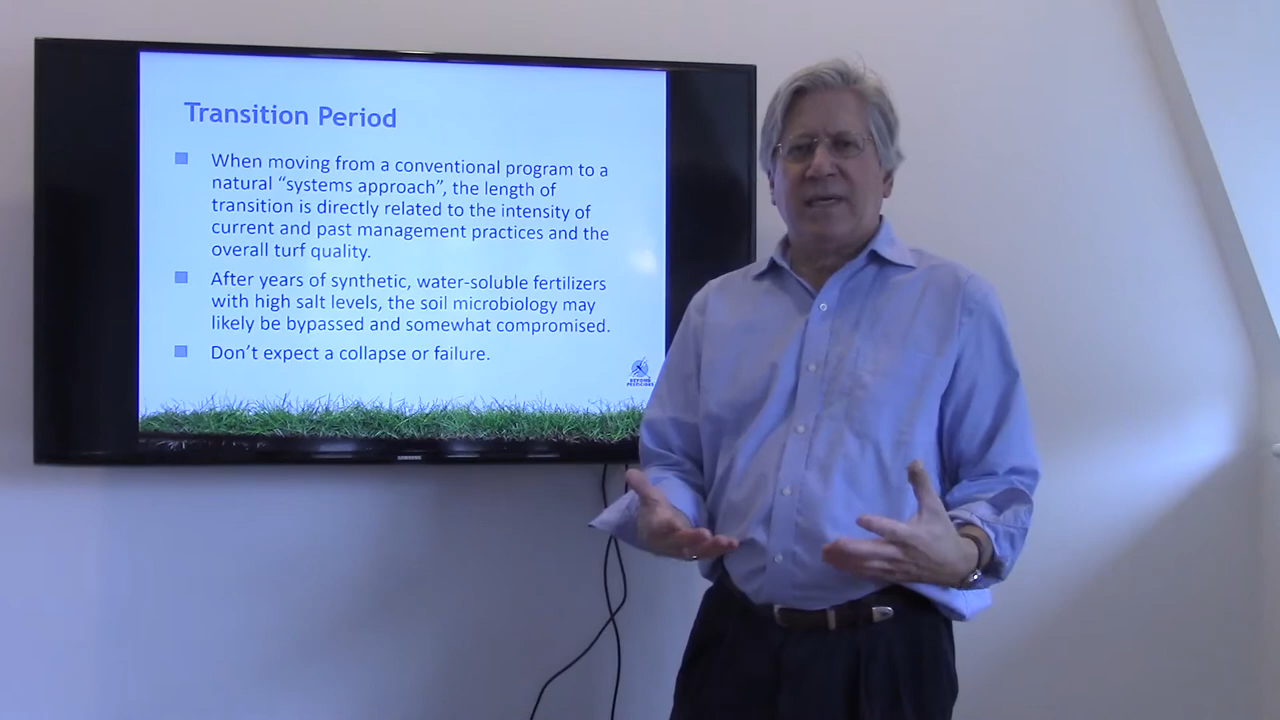 Transition Period
When moving from a conventional program to a
natural “systems approach”, the length of
transition is directly related to the intensity of
current and past management practices and the
overall turf quality.
After years of synthetic, water-soluble fertilizers
with high salt levels, the soil microbiology may
likely be bypassed and somewhat compromised.
Don’t expect a collapse or failure.
BEYOND
PESTICIDES
SAMSUNG